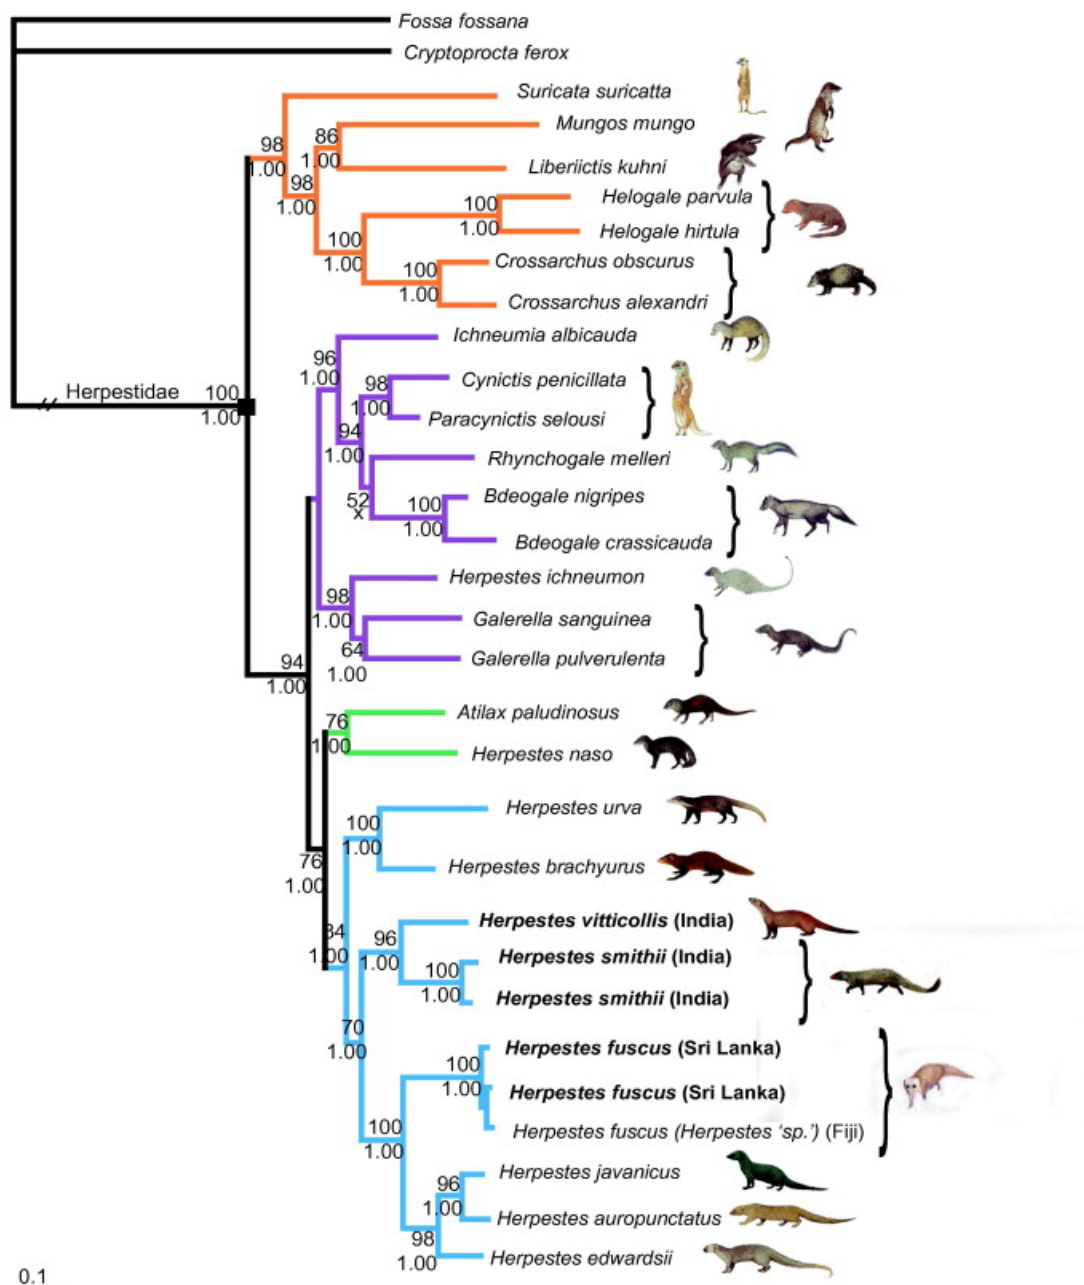 Fossa fossana
Cryptoprocta ferox
Suricata suricatta
Mungos mungo
98
1.00
86
1.00
Liberiictis kuhni
98
1.00
Helogale parvula
100
1.00
Helogale hirtula
100
1.00
Crossarchus obscurus
100
1.00
Crossarchus alexandri
Ichneumia albicauda
96
1.00
Cynictis penicillata
98
1.00
Herpestidae
100
1.00
Paracynictis selousi
94
1.00
Rhynchogale melleri
52
x
Bdeogale nigripes
100
1.00
Bdeogale crassicauda
Herpestes ichneumon
98
1.00
Galerella sanguinea
64
1.00
Galerella pulverulenta
94
1.00
Atilax paludinosus
76
1.00
Herpestes naso
Herpestes urva
100
1.00
Herpestes brachyurus
76
1.00
Herpestes vitticollis (India)
84
1.00
96
1.00
Herpestes smithii (India)
100
1.00
Herpestes smithii (India)
70
1.00
Herpestes fuscus (Sri Lanka)
100
1.00
Herpestes fuscus (Sri Lanka)
Herpestes fuscus (Herpestes ‘sp.’) (Fiji)
100
1.00
Herpestes javanicus
96
1.00
Herpestes auropunctatus
98
1.00
Herpestes edwardsii
0.1